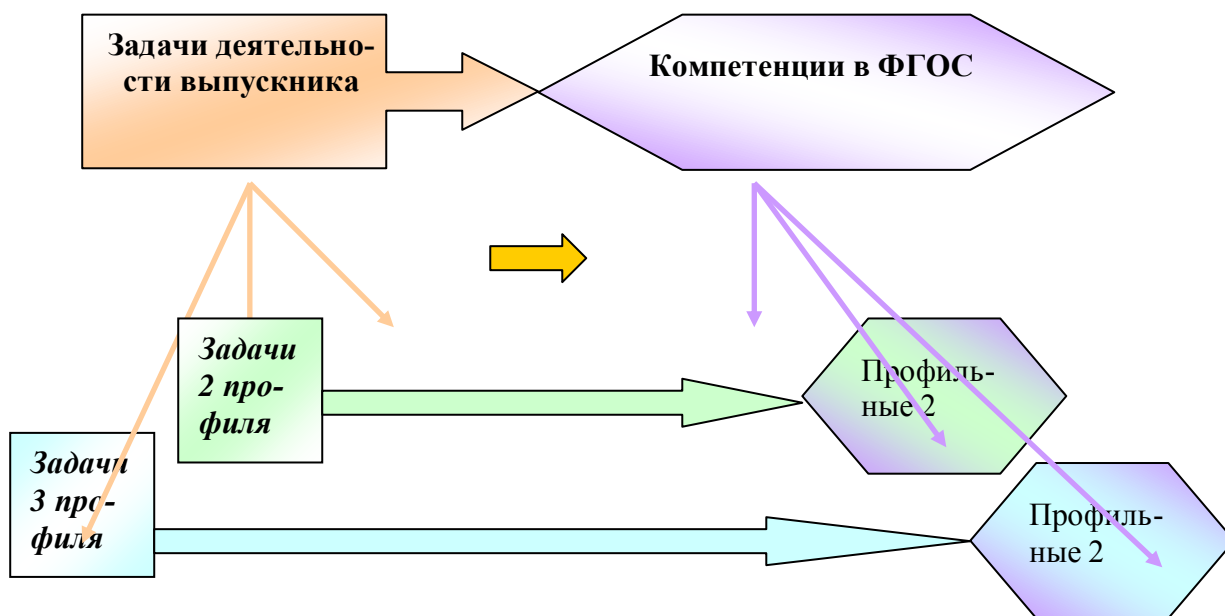 Задачи деятельно-
сти выпускника
Компетенции в ФГОС
Задачи
2 про-
филя
Профиль-
ные 2
Задачи
3 про-
филя
Профиль-
ные 2